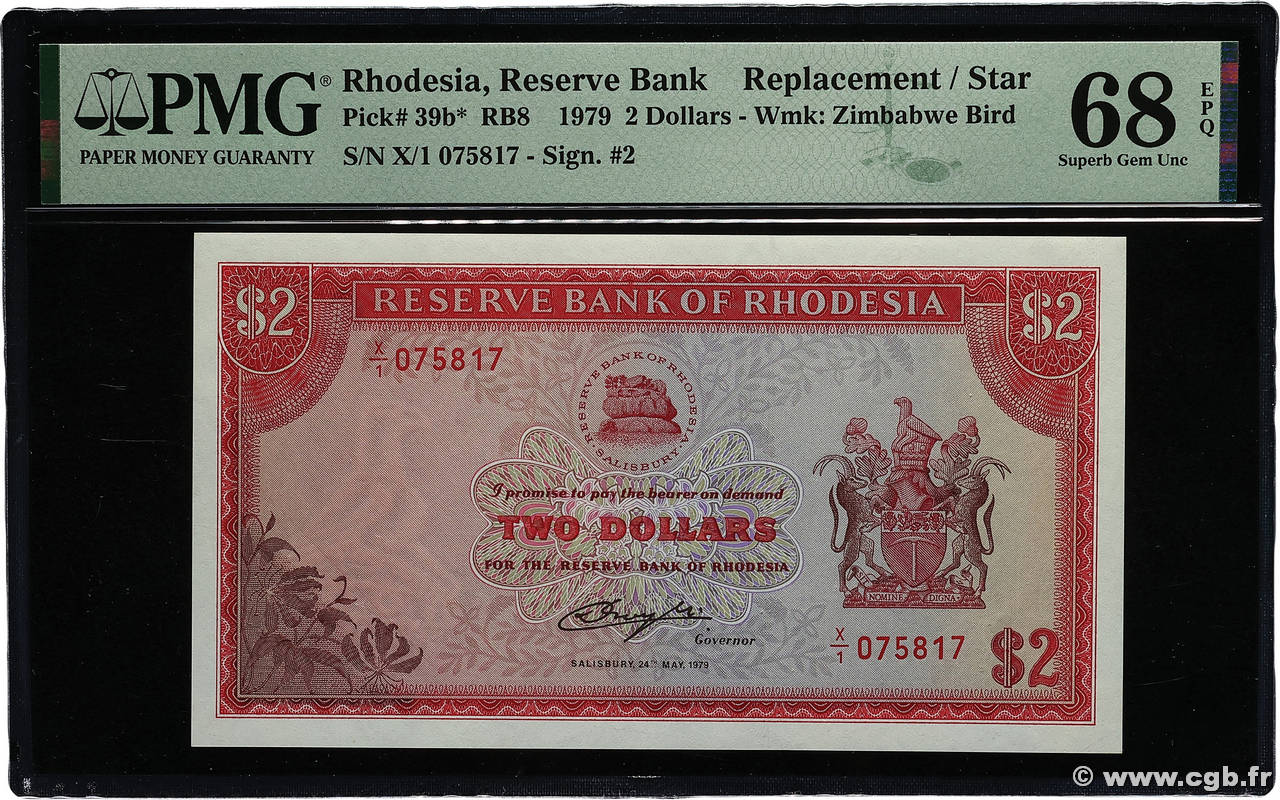 PMG®
PAPER MONEY GUARANTY
Rhodesia, Reserve Bank Replacement / Star
Pick# 39b* RB8 1979 2 Dollars - Wmk: Zimbabwe Bird
S/N X/1 075817 - Sign. #2
68 EPQ
Superb Gem Unc
$2 RESERVE BANK OF RHODESIA $2
X/1 075817
RESERVE BANK OF RHODESIA
SALISBURY
I promise to pay the bearer on demand
TWO DOLLARS
FOR THE RESERVE BANK OF RHODESIA
SIT NOMINE DIGNA
Governor
X/1 075817 $2
SALISBURY, 24TH MAY, 1979
© www.cgb.fr